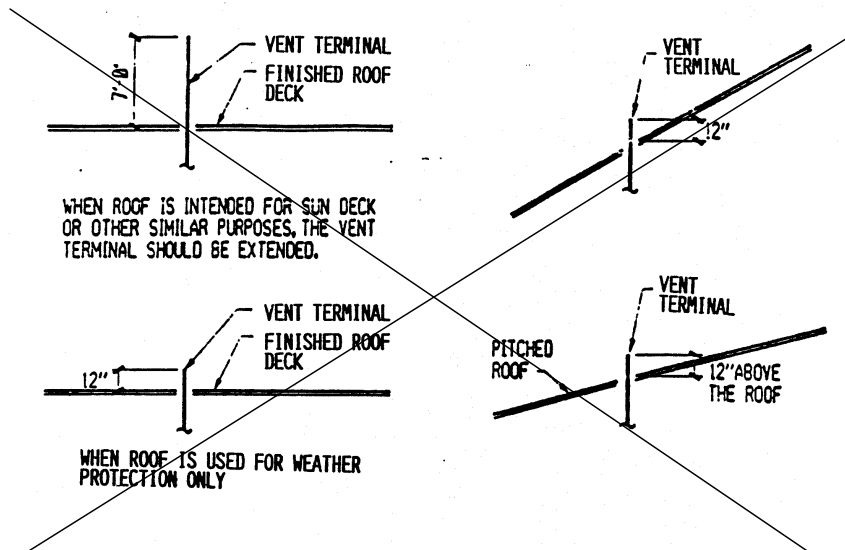 VENT TERMINAL
FINISHED ROOF
DECK
7'-0"
WHEN ROOF IS INTENDED FOR SUN DECK
OR OTHER SIMILAR PURPOSES, THE VENT
TERMINAL SHOULD BE EXTENDED.
VENT
TERMINAL
12"
VENT TERMINAL
FINISHED ROOF
DECK
12"
WHEN ROOF IS USED FOR WEATHER
PROTECTION ONLY
VENT
TERMINAL
PITCHED
ROOF
12" ABOVE
THE ROOF